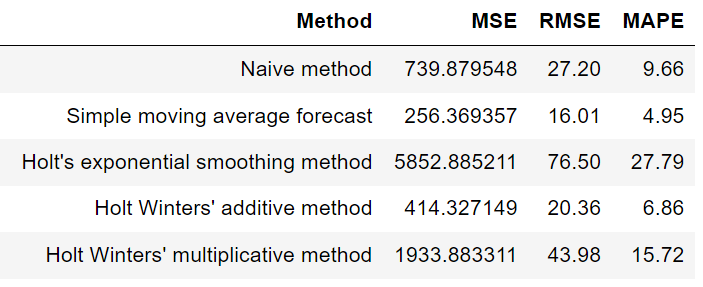 Method MSE RMSE MAPE
Naive method 739.879548 27.20 9.66
Simple moving average forecast 256.369357 16.01 4.95
Holt's exponential smoothing method 5852.885211 76.50 27.79
Holt Winters' additive method 414.327149 20.36 6.86
Holt Winters' multiplicative method 1933.883311 43.98 15.72